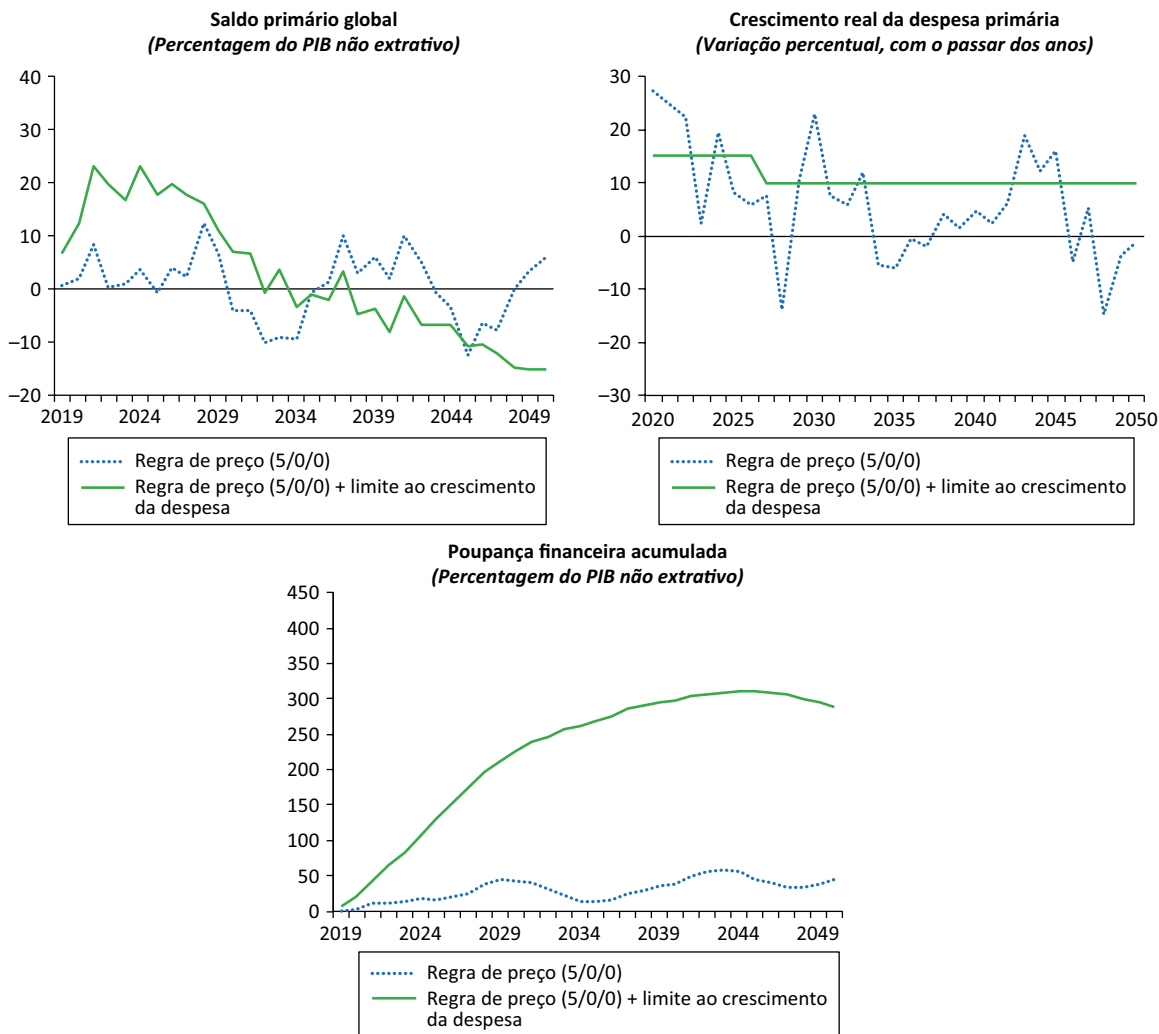 Saldo primário global
(Percentagem do PIB não extrativo)
40
30
20
10
0
–10
–20
2019 2024 2029 2034 2039 2044 2049
Regra de preço (5/0/0)
Regra de preço (5/0/0) + limite ao crescimento
da despesa
Crescimento real da despesa primária
(Variação percentual, com o passar dos anos)
30
20
10
0
–10
–20
–30
2020 2025 2030 2035 2040 2045 2050
Regra de preço (5/0/0)
Regra de preço (5/0/0) + limite ao crescimento
da despesa
Poupança financeira acumulada
(Percentagem do PIB não extrativo)
450
400
350
300
250
200
150
100
50
0
2019 2024 2029 2034 2039 2044 2049
Regra de preço (5/0/0)
Regra de preço (5/0/0) + limite ao crescimento
da despesa